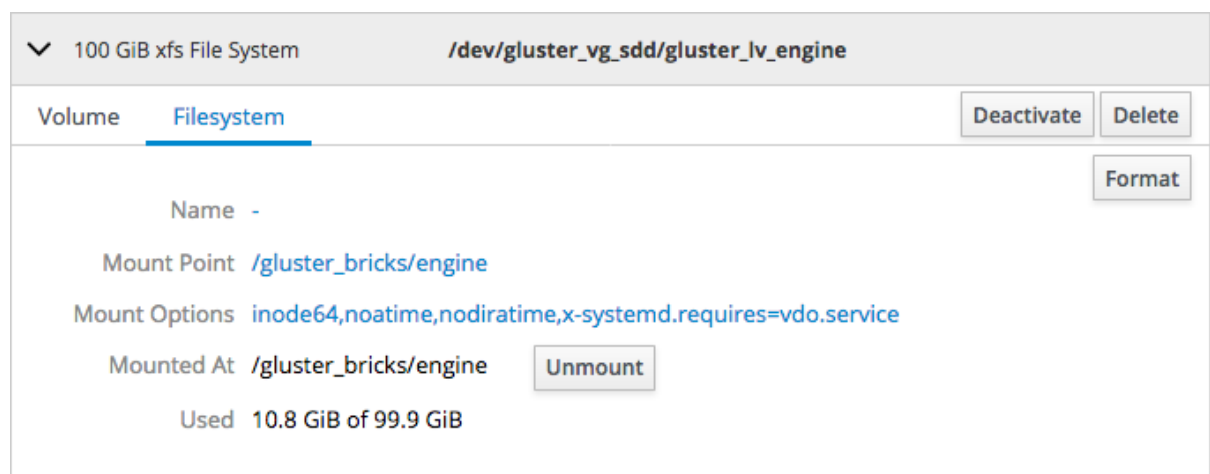 100 GiB xfs File System /dev/gluster_vg_sdd/gluster_lv_engine
Volume Filesystem Deactivate Delete
Format
Name -
Mount Point /gluster_bricks/engine
Mount Options inode64,noatime,nodiratime,x-systemd.requires=vdo.service
Mounted At /gluster_bricks/engine Unmount
Used 10.8 GiB of 99.9 GiB